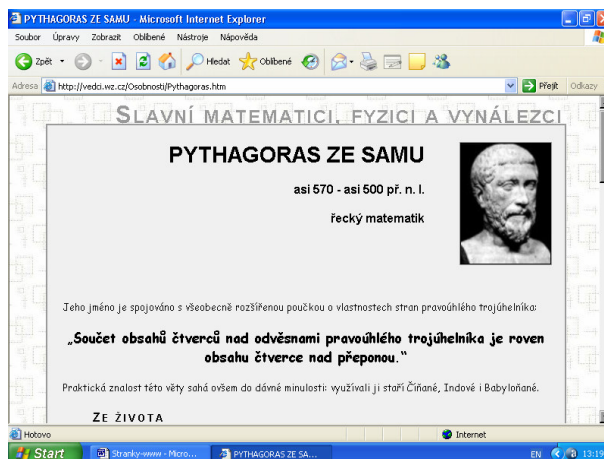 PYTHAGORAS ZE SAMU - Microsoft Internet Explorer
Soubor Úpravy Zobrazit Oblíbené Nástroje Nápověda
Zpět Hledat Oblíbené
Adresa http://vedci.wz.cz/Osobnosti/Pythagoras.htm Přejít Odkazy
SLAVNÍ MATEMATICI, FYZICI A VYNÁLEZCI
PYTHAGORAS ZE SAMU
asi 570 - asi 500 př. n. l.
řecký matematik
Jeho jméno je spojováno s všeobecně rozšířenou poučkou o vlastnostech stran pravoúhlého trojúhelníka:
„Součet obsahů čtverců nad odvěsnami pravoúhlého trojúhelníka je roven
obsahu čtverce nad přeponou.“
Praktická znalost této věty sahá ovšem do dávné minulosti: využívali ji staří Číňané, Indové i Babyloňané.
ZE ŽIVOTA
Hotovo Internet
Start Stranky-www - Micro... PYTHAGORAS ZE SA... EN 13:19